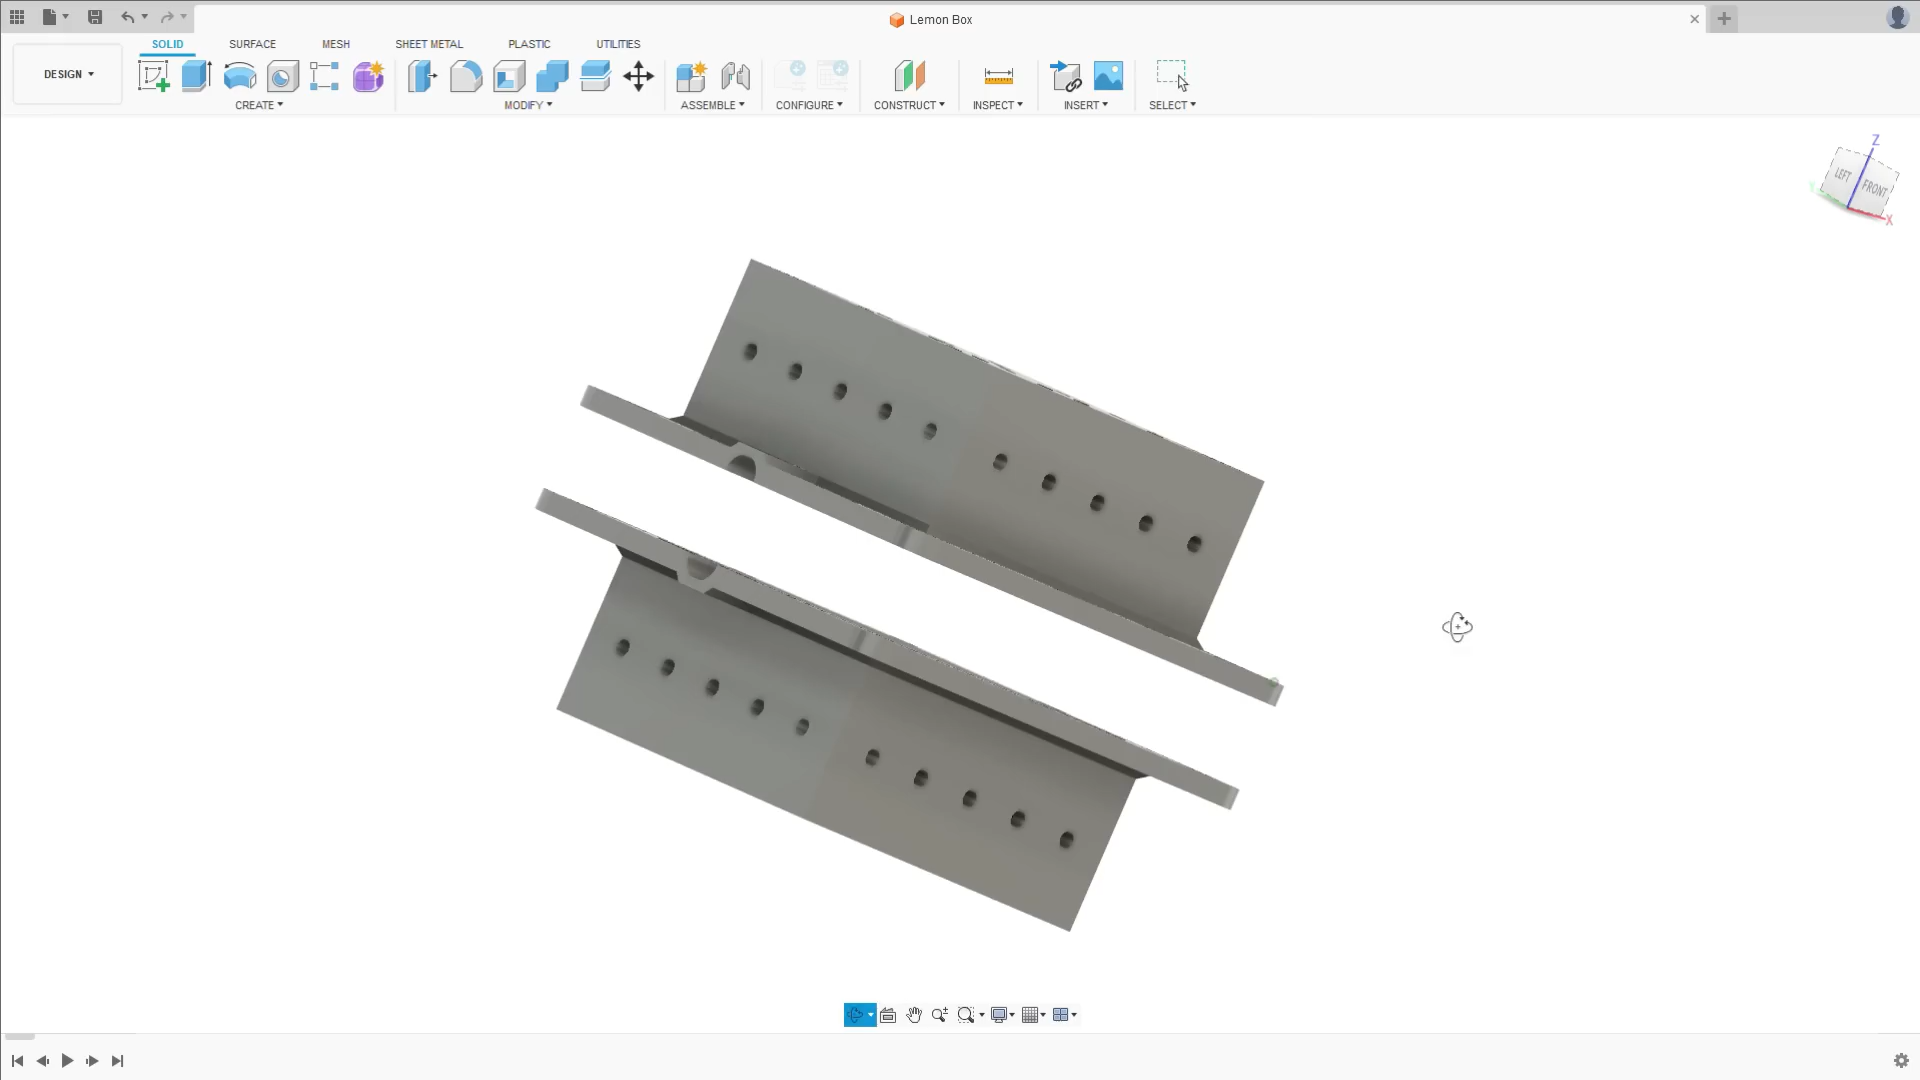 Lemon Box
SOLID SURFACE MESH SHEET METAL PLASTIC UTILITIES
DESIGN
CREATE MODIFY ASSEMBLE CONFIGURE CONSTRUCT INSPECT INSERT SELECT
Z
LEFT FRONT
X